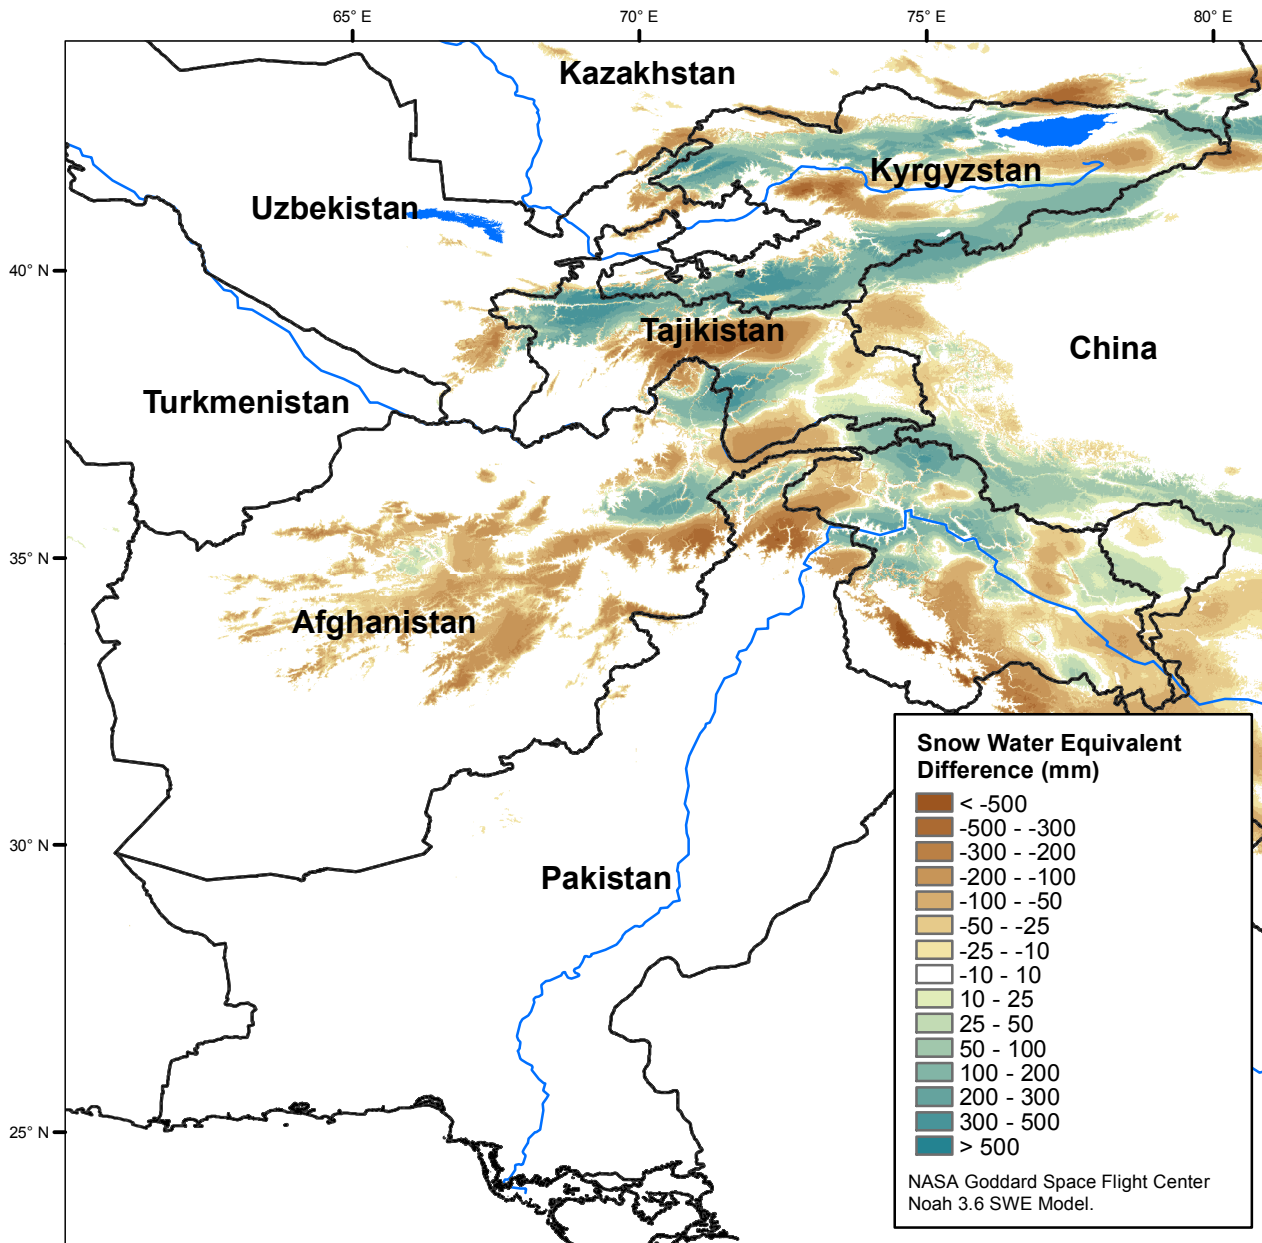 65° E
70° E
75° E
80° E
Kazakhstan
Kyrgyzstan
Uzbekistan
40° N
Tajikistan
China
Turkmenistan
35° N
Afghanistan
Snow Water Equivalent
Difference (mm)
< -500
-500 - -300
-300 - -200
-200 - -100
-100 - -50
-50 - -25
-25 - -10
-10 - 10
10 - 25
25 - 50
50 - 100
100 - 200
200 - 300
300 - 500
> 500
NASA Goddard Space Flight Center
Noah 3.6 SWE Model.
30° N
Pakistan
25° N